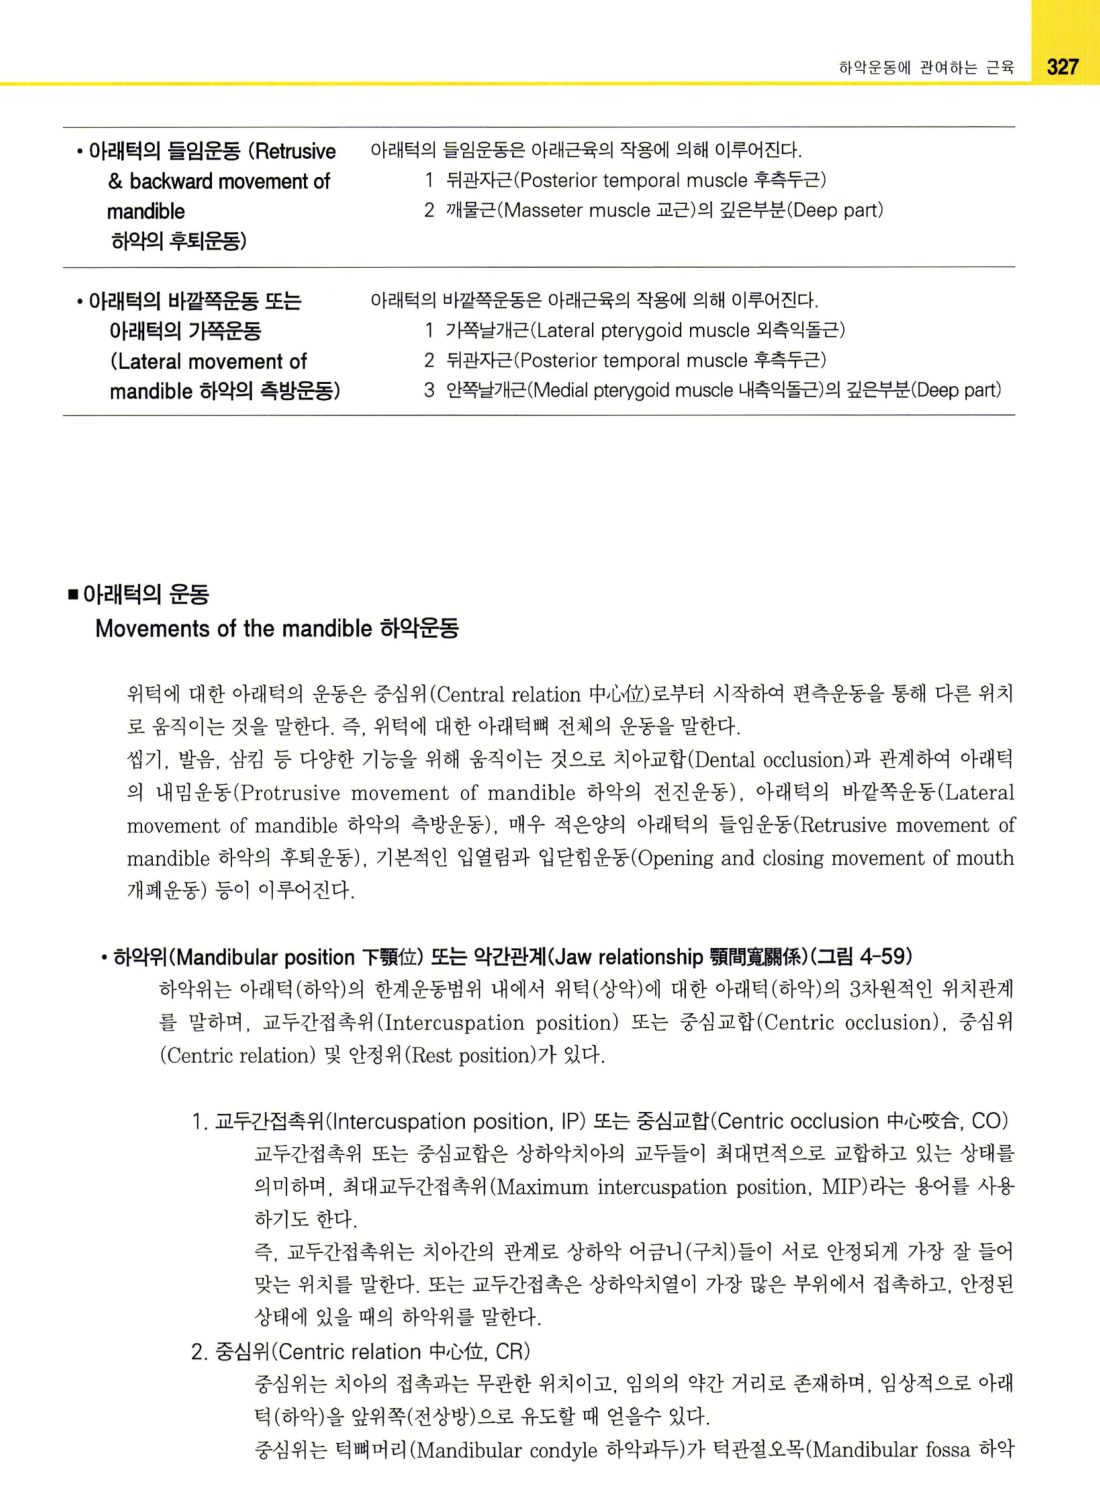 하악운동에 관여하는 근육 327
• 아래턱의 들임운동 (Retrusive
& backward movement of
mandible
하악의 후퇴운동)
아래턱의 들임운동은 아래근육의 작용에 의해 이루어진다.
1 뒤관자근(Posterior temporal muscle 후측두근)
2 깨물근(Masseter muscle 교근)의 깊은부분(Deep part)
• 아래턱의 바깥쪽운동 또는
아래턱의 가쪽운동
(Lateral movement of
mandible 하악의 측방운동)
아래턱의 바깥쪽운동은 아래근육의 작용에 의해 이루어진다.
1 가쪽날개근(Lateral pterygoid muscle 외측익돌근)
2 뒤관자근(Posterior temporal muscle 후측두근)
3 안쪽날개근(Medial pterygoid muscle 내측익돌근)의 깊은부분(Deep part)
■ 아래턱의 운동
Movements of the mandible 하악운동
위턱에 대한 아래턱의 운동은 중심위(Central relation 中心位)로부터 시작하여 편측운동을 통해 다른 위치
로 움직이는 것을 말한다. 즉, 위턱에 대한 아래턱뼈 전체의 운동을 말한다.
씹기, 발음, 삼킴 등 다양한 기능을 위해 움직이는 것으로 치아교합(Dental occlusion)과 관계하여 아래턱
의 내밈운동(Protrusive movement of mandible 하악의 전진운동), 아래턱의 바깥쪽운동(Lateral
movement of mandible 하악의 측방운동), 매우 적은양의 아래턱의 들임운동(Retrusive movement of
mandible 하악의 후퇴운동), 기본적인 입열림과 입닫힘운동(Opening and closing movement of mouth
개폐운동) 등이 이루어진다.
• 하악위(Mandibular position 下顎位) 또는 악간관계(Jaw relationship 顎間寬關係)(그림 4-59)
하악위는 아래턱(하악)의 한계운동범위 내에서 위턱(상악)에 대한 아래턱(하악)의 3차원적인 위치관계
를 말하며, 교두간접촉위(Intercuspation position) 또는 중심교합(Centric occlusion), 중심위
(Centric relation) 및 안정위(Rest position)가 있다.
1. 교두간접촉위(Intercuspation position, IP) 또는 중심교합(Centric occlusion 中心咬合, CO)
교두간접촉위 또는 중심교합은 상하악치아의 교두들이 최대면적으로 교합하고 있는 상태를
의미하며, 최대교두간접촉위(Maximum intercuspation position, MIP)라는 용어를 사용
하기도 한다.
즉, 교두간접촉위는 치아간의 관계로 상하악 어금니(구치)들이 서로 안정되게 가장 잘 들어
맞는 위치를 말한다. 또는 교두간접촉은 상하악치열이 가장 많은 부위에서 접촉하고, 안정된
상태에 있을 때의 하악위를 말한다.
2. 중심위(Centric relation 中心位, CR)
중심위는 치아의 접촉과는 무관한 위치이고, 임의의 약간 거리로 존재하며, 임상적으로 아래
턱(하악)을 앞위쪽(전상방)으로 유도할 때 얻을수 있다.
중심위는 턱뼈머리(Mandibular condyle 하악과두)가 턱관절오목(Mandibular fossa 하악